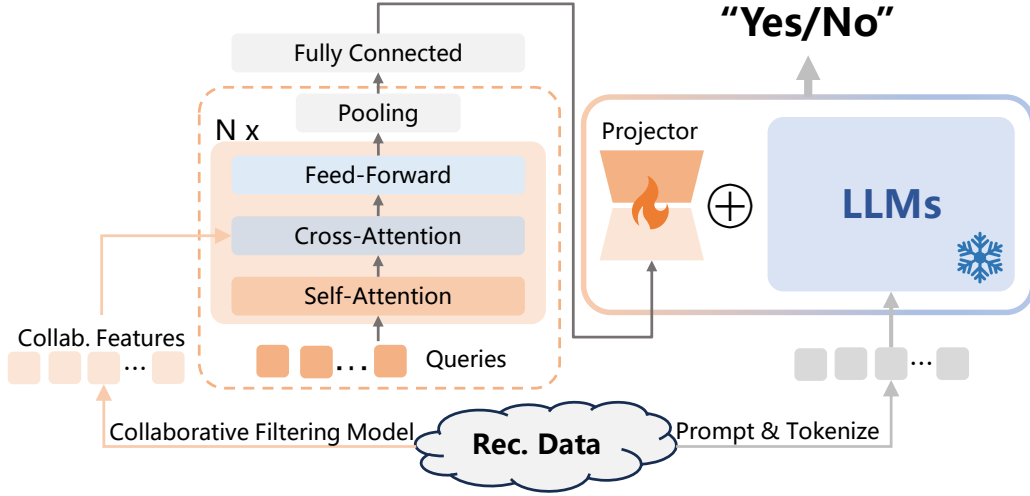 “Yes/No”
Fully Connected
Pooling
N x
Projector
Feed-Forward
Cross-Attention
LLMs
Self-Attention
Collab. Features
...
Queries
...
...
Collaborative Filtering Model
Rec. Data
Prompt & Tokenize